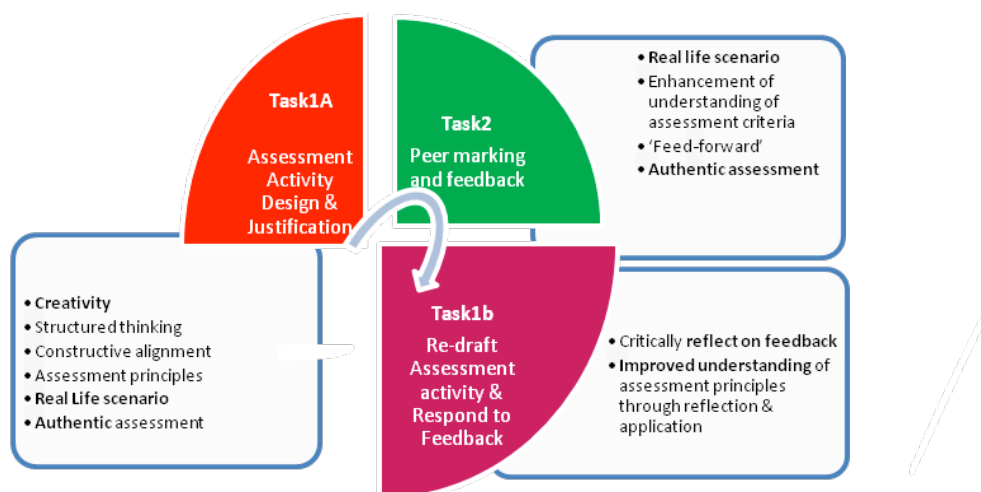 Task1A
Assessment
Activity
Design &
Justification
Task2
Peer marking
and feedback
• Real life scenario
• Enhancement of
understanding of
assessment criteria
• 'Feed-forward'
• Authentic assessment
• Creativity
• Structured thinking
• Constructive alignment
• Assessment principles
• Real Life scenario
• Authentic assessment
Task1b
Re-draft
Assessment
activity &
Respond to
Feedback
• Critically reflect on feedback
• Improved understanding of
assessment principles
through reflection &
application